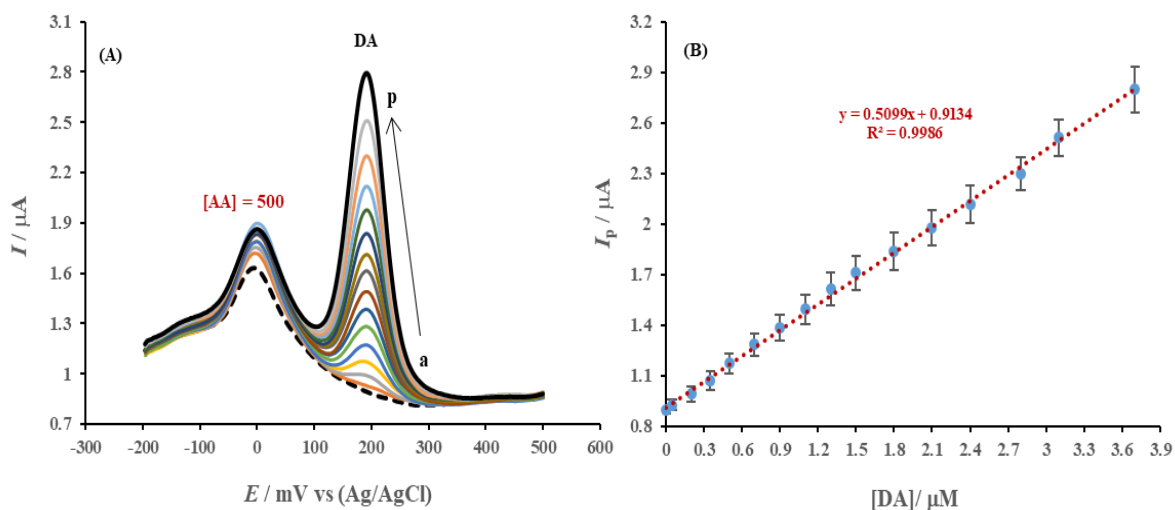 (A)
DA
p
[AA] = 500
a
I / µA
3.1
2.8
2.5
2.2
1.9
1.6
1.3
1
0.7
-300 -200 -100 0 100 200 300 400 500 600
E / mV vs (Ag/AgCl)
(B)
y = 0.5099x + 0.9134
R² = 0.9986
Ip / µA
2.9
2.6
2.3
2
1.7
1.4
1.1
0.8
0 0.3 0.6 0.9 1.2 1.5 1.8 2.1 2.4 2.7 3 3.3 3.6 3.9
[DA]/ µM